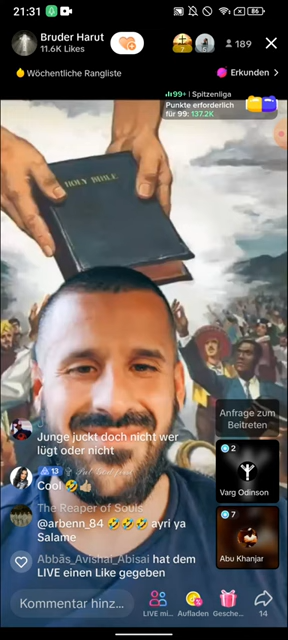 21:31
86
Bruder Harut
11.6K Likes
189
Wöchentliche Rangliste
Erkunden >
99+ | Spitzenliga
Punkte erforderlich
für 99: 137.2K
HOLY BIBLE
Junge juckt doch nicht wer
lügt oder nicht
Anfrage zum
Beitreten
13
Cool 🤣👍
2
Varg Odinson
The Reaper of Souls
@arbenn_84 🤣🤣🤣 ayri ya
Salame
7
Abu Khanjar
Abbās_Avishal_Abisai hat dem
LIVE einen Like gegeben
Kommentar hinz...
LIVE mi...
Aufladen
Gesche...
14